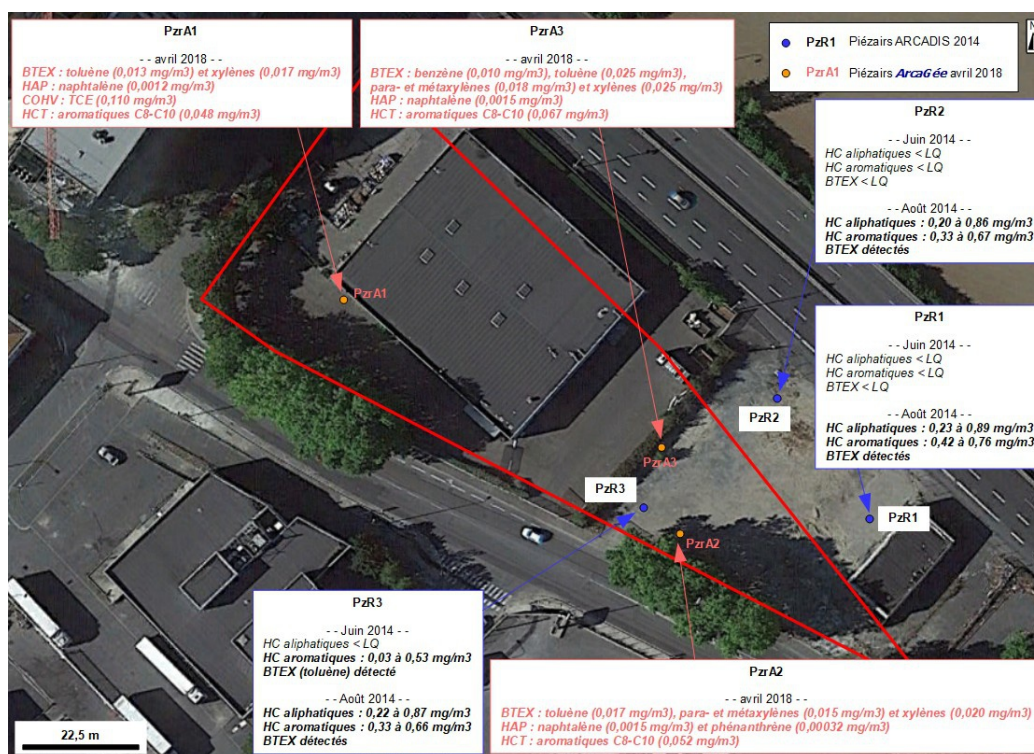 PzrA1
- - avril 2018 - -
BTEX : toluène (0,013 mg/m3) et xylènes (0,017 mg/m3)
HAP : naphtalène (0,0012 mg/m3)
COHV : TCE (0,110 mg/m3)
HCT : aromatiques C8-C10 (0,048 mg/m3)
PzrA3
- - avril 2018 - -
BTEX : benzène (0,010 mg/m3), toluène (0,025 mg/m3),
para- et métaxylènes (0,018 mg/m3) et xylènes (0,025 mg/m3)
HAP : naphtalène (0,0015 mg/m3)
HCT : aromatiques C8-C10 (0,067 mg/m3)
PzR1 Piézairs ARCADIS 2014
PzrA1 Piézairs ArcaGée avril 2018
N
PzR2
- - Juin 2014 - -
HC aliphatiques < LQ
HC aromatiques < LQ
BTEX < LQ
- - Août 2014 - -
HC aliphatiques : 0,20 à 0,86 mg/m3
HC aromatiques : 0,33 à 0,67 mg/m3
BTEX détectés
PzR1
- - Juin 2014 - -
HC aliphatiques < LQ
HC aromatiques < LQ
BTEX < LQ
- - Août 2014 - -
HC aliphatiques : 0,23 à 0,89 mg/m3
HC aromatiques : 0,42 à 0,76 mg/m3
BTEX détectés
PzrA1
PzR2
PzrA3
PzR3
PzR1
PzrA2
PzR3
- - Juin 2014 - -
HC aliphatiques < LQ
HC aromatiques : 0,03 à 0,53 mg/m3
BTEX (toluène) détecté
- - Août 2014 - -
HC aliphatiques : 0,22 à 0,87 mg/m3
HC aromatiques : 0,33 à 0,66 mg/m3
BTEX détectés
PzrA2
- - avril 2018 - -
BTEX : toluène (0,017 mg/m3), para- et métaxylènes (0,015 mg/m3) et xylènes (0,020 mg/m3)
HAP : naphtalène (0,0015 mg/m3) et phénanthrène (0,00032 mg/m3)
HCT : aromatiques C8-C10 (0,052 mg/m3)
22,5 m